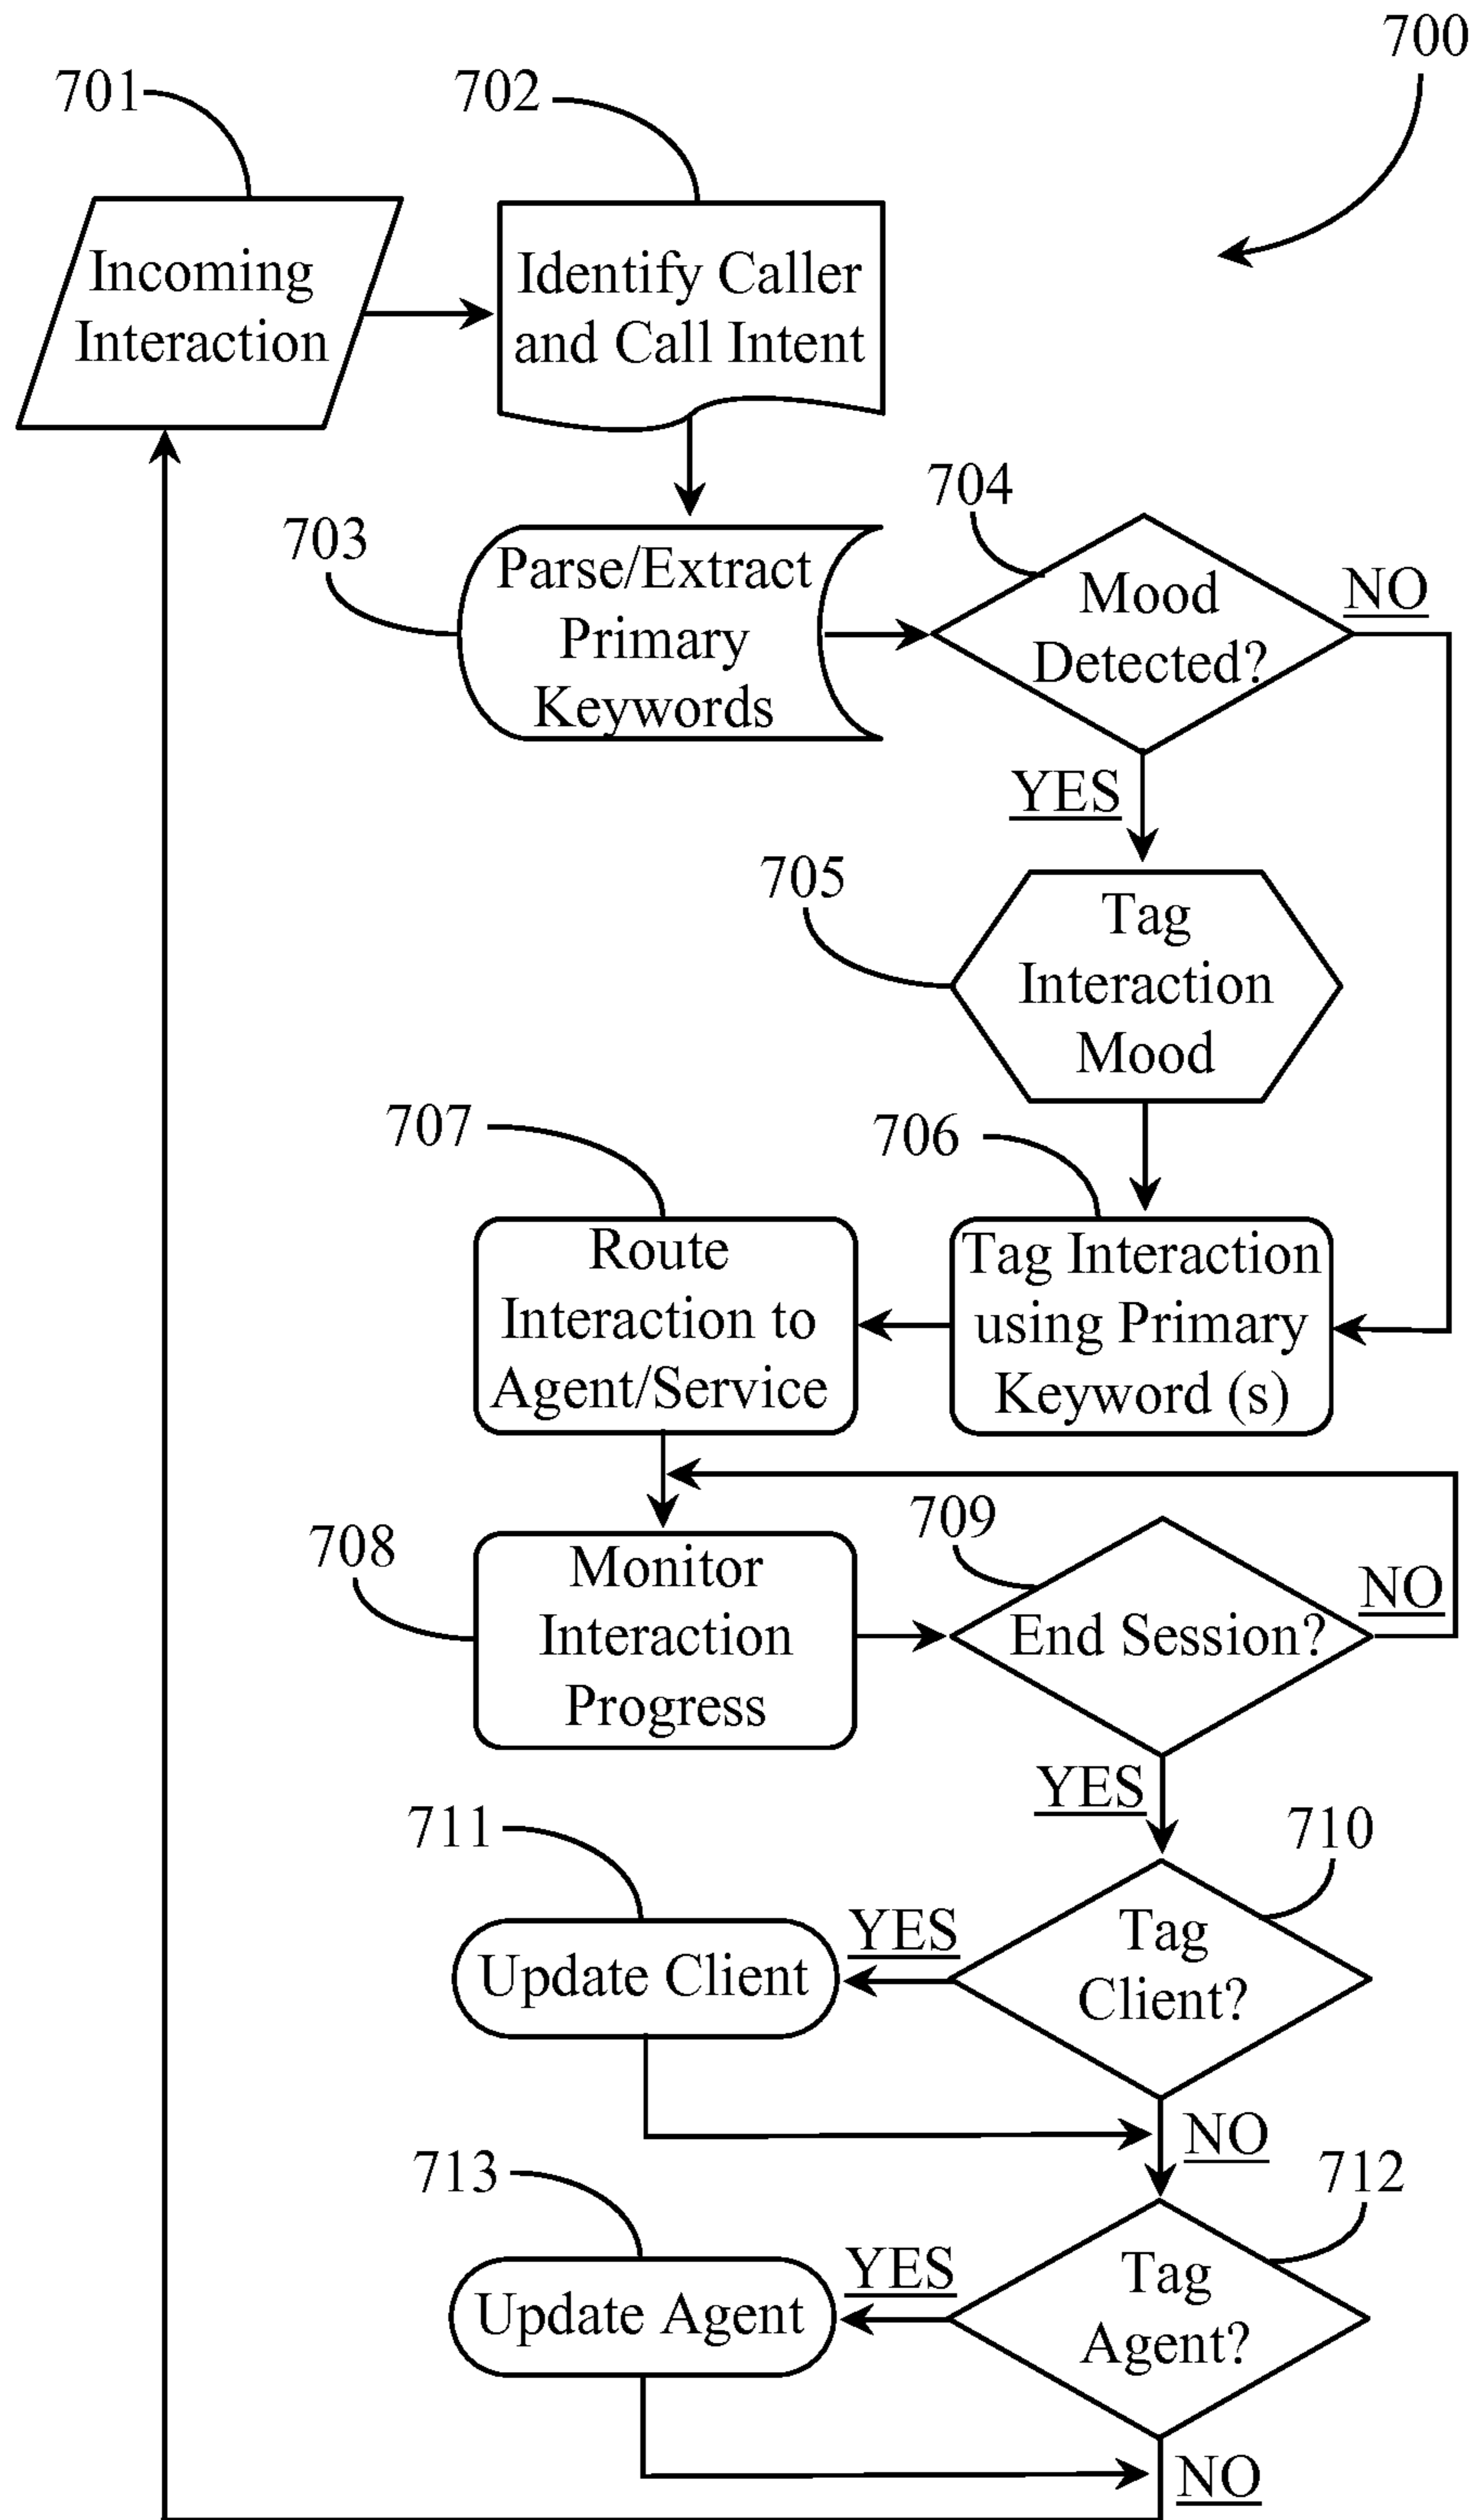 700
701
702
Incoming
Interaction
Identify Caller
and Call Intent
703
Parse/Extract
Primary
Keywords
704
Mood
Detected?
NO
YES
705
Tag
Interaction
Mood
707
706
Route
Interaction to
Agent/Service
Tag Interaction
using Primary
Keyword (s)
708
Monitor
Interaction
Progress
709
End Session?
NO
YES
711
710
Update Client
YES
Tag
Client?
NO
713
712
Update Agent
YES
Tag
Agent?
NO